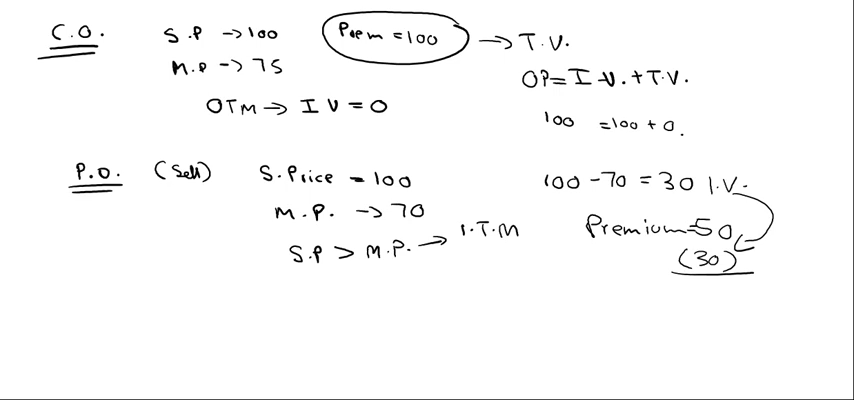 C.O. S.P → 100 Prem = 100 → T.V.
M.P → 75 OP = I.V. + T.V.
OTM → I V = 0
100 = 100 + 0.
P.O. (Sell) S.Price = 100 100 - 70 = 30 I.V.
M.P. → 70 Premium = 50
S.P > M.P. → I.T.M
(30)